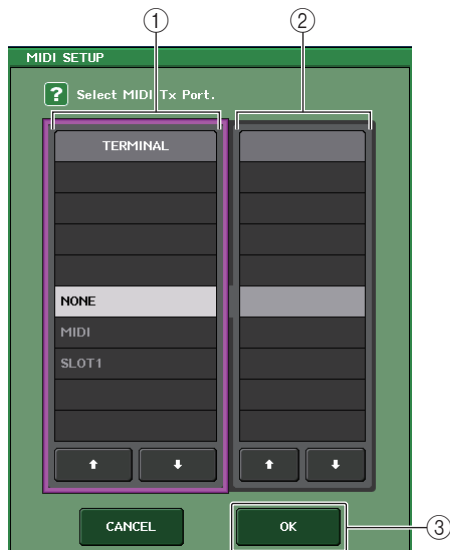 ① ②
MIDI SETUP
? Select MIDI Tx Port.
TERMINAL
NONE
MIDI
SLOT1
CANCEL OK ③